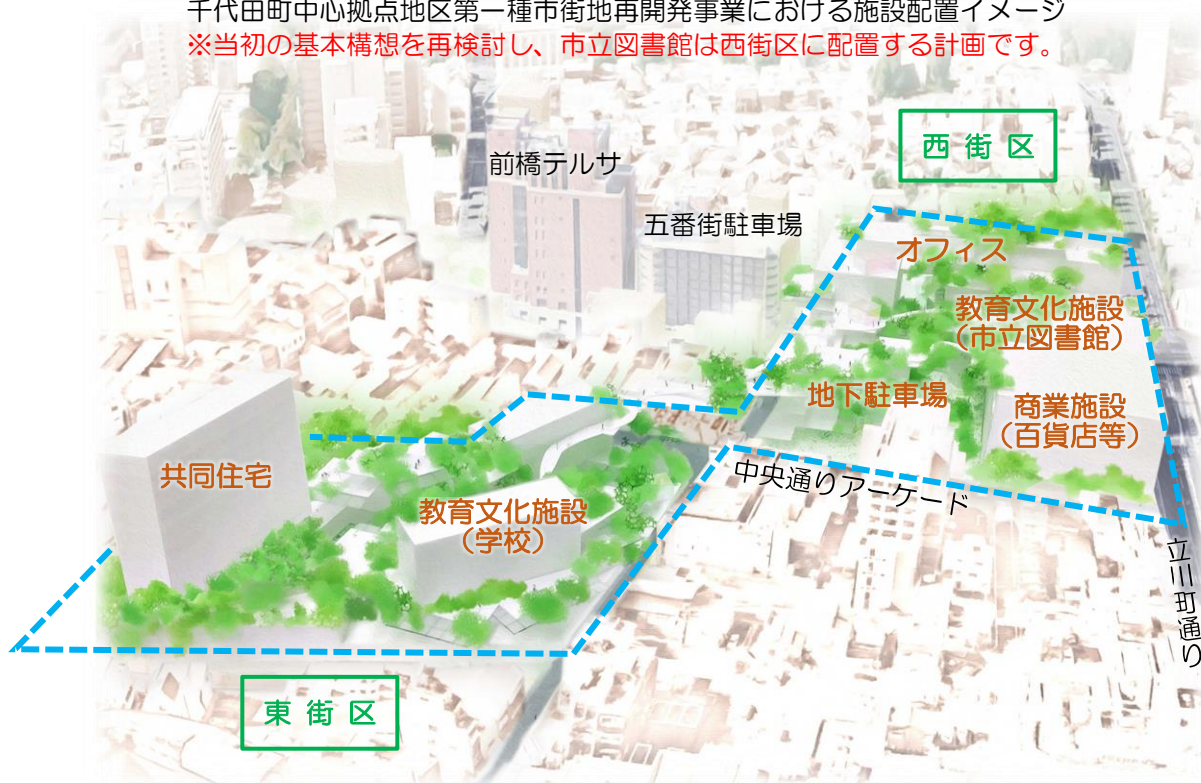 千代田町中心拠点地区第一種市街地再開発事業における施設配置イメージ
※当初の基本構想を再検討し、市立図書館は西街区に配置する計画です。
西街区
前橋テルサ
五番街駐車場
オフィス
教育文化施設
（市立図書館）
地下駐車場
商業施設
（百貨店等）
共同住宅
中央通りアーケード
教育文化施設
（学校）
立川町通り
東街区